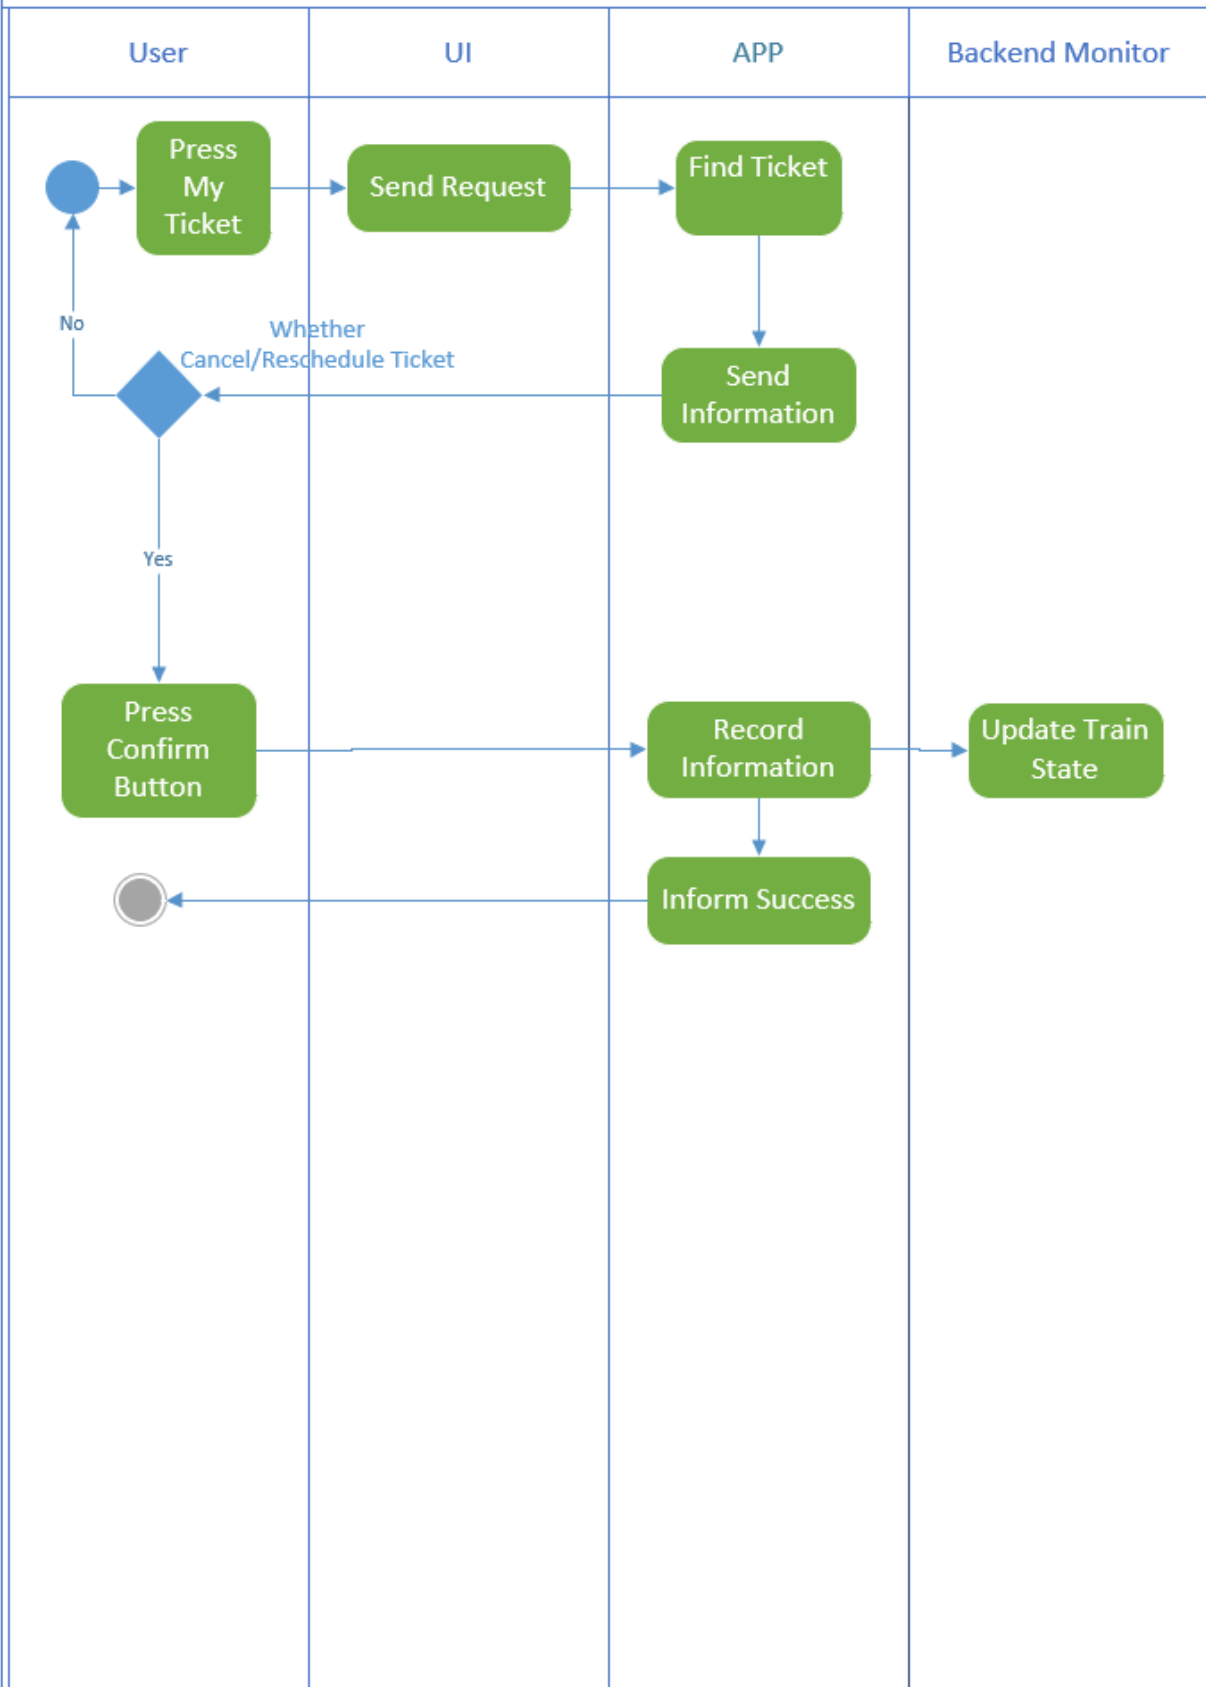 User
UI
APP
Backend Monitor
Press
My
Ticket
Send Request
Find Ticket
No
Whether
Cancel/Reschedule Ticket
Send
Information
Yes
Press
Confirm
Button
Record
Information
Update Train
State
Inform Success